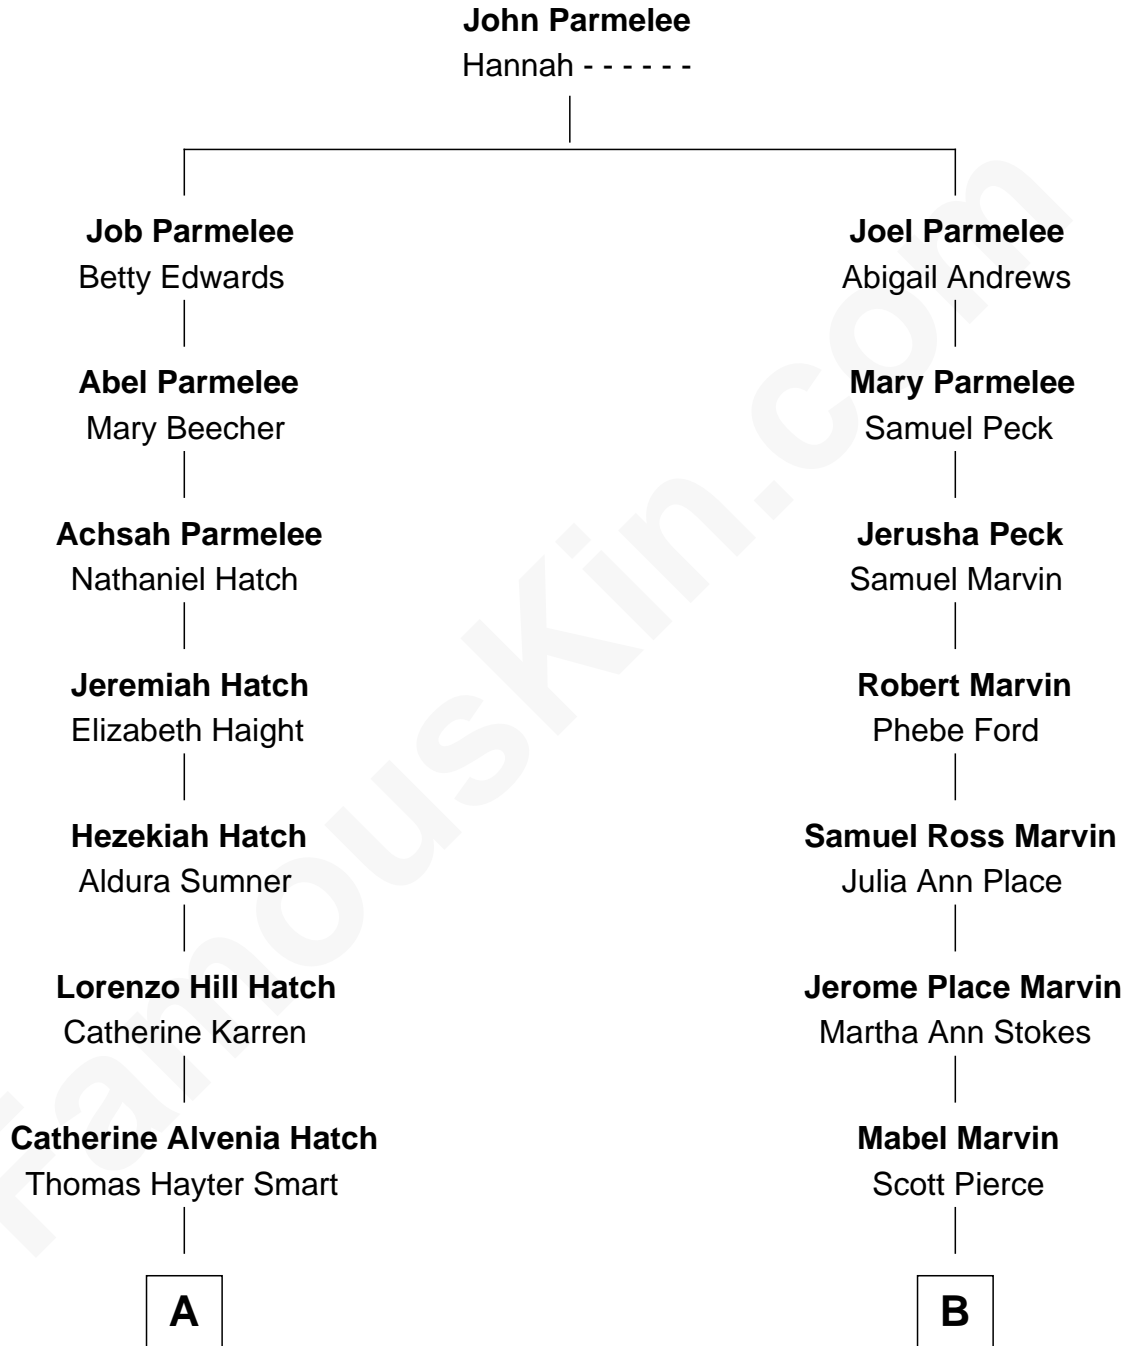 John Parmelee
Hannah - - - - - -
Job Parmelee
Betty Edwards
Joel Parmelee
Abigail Andrews
Abel Parmelee
Mary Beecher
Mary Parmelee
Samuel Peck
Achsah Parmelee
Nathaniel Hatch
Jerusha Peck
Samuel Marvin
Jeremiah Hatch
Elizabeth Haight
Robert Marvin
Phebe Ford
Hezekiah Hatch
Aldura Sumner
Samuel Ross Marvin
Julia Ann Place
Lorenzo Hill Hatch
Catherine Karren
Jerome Place Marvin
Martha Ann Stokes
Catherine Alvenia Hatch
Thomas Hayter Smart
Mabel Marvin
Scott Pierce
A
B
FamousKin.com